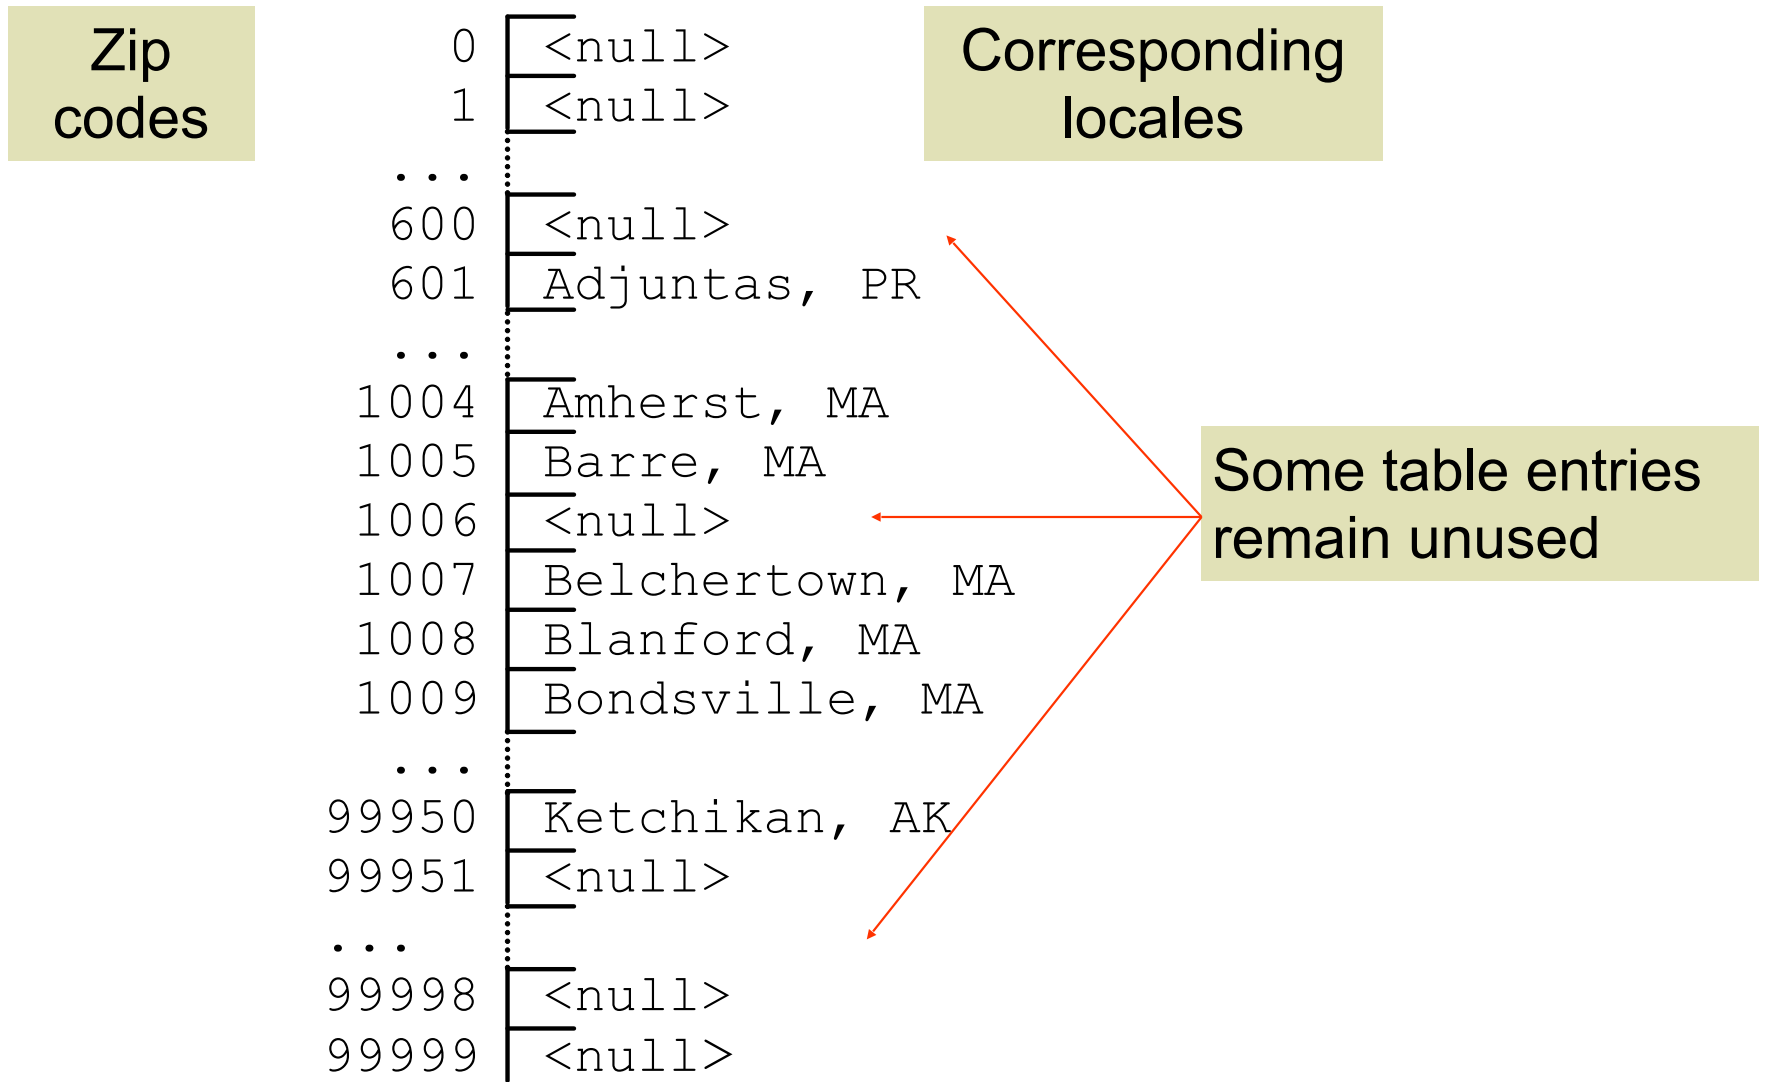 Zip
codes
Corresponding
locales
0 <null>
1 <null>
...
600 <null>
601 Adjuntas, PR
...
1004 Amherst, MA
1005 Barre, MA
1006 <null>
1007 Belchertown, MA
1008 Blanford, MA
1009 Bondsville, MA
...
99950 Ketchikan, AK
99951 <null>
...
99998 <null>
99999 <null>
Some table entries
remain unused